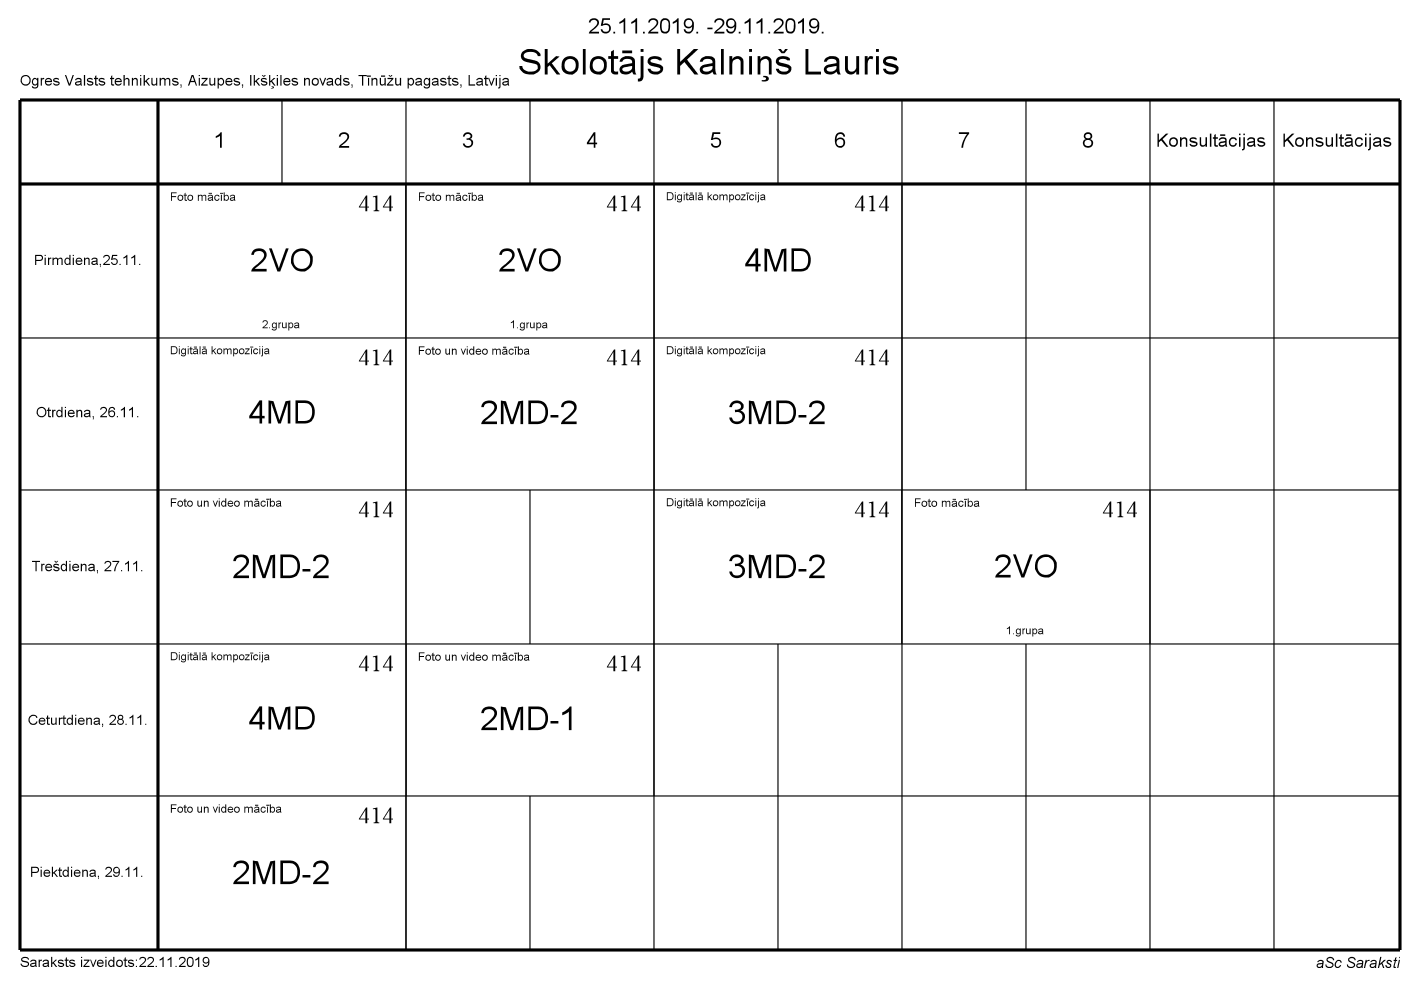 25.11.2019. -29.11.2019.
Skolotājs Kalniņš Lauris
Ogres Valsts tehnikums, Aizupes, Ikšķiles novads, Tīnūžu pagasts, Latvija
1 2 3 4 5 6 7 8 Konsultācijas Konsultācijas
Foto mācība 414 Foto mācība 414 Digitālā kompozīcija 414
Pirmdiena,25.11. 2VO 2VO 4MD
2.grupa 1.grupa
Digitālā kompozīcija 414 Foto un video mācība 414 Digitālā kompozīcija 414
Otrdiena, 26.11. 4MD 2MD-2 3MD-2
Foto un video mācība 414 Digitālā kompozīcija 414 Foto mācība 414
Trešdiena, 27.11. 2MD-2 3MD-2 2VO
1.grupa
Digitālā kompozīcija 414 Foto un video mācība 414
Ceturtdiena, 28.11. 4MD 2MD-1
Foto un video mācība 414
Piektdiena, 29.11. 2MD-2
Saraksts izveidots:22.11.2019 aSc Saraksti